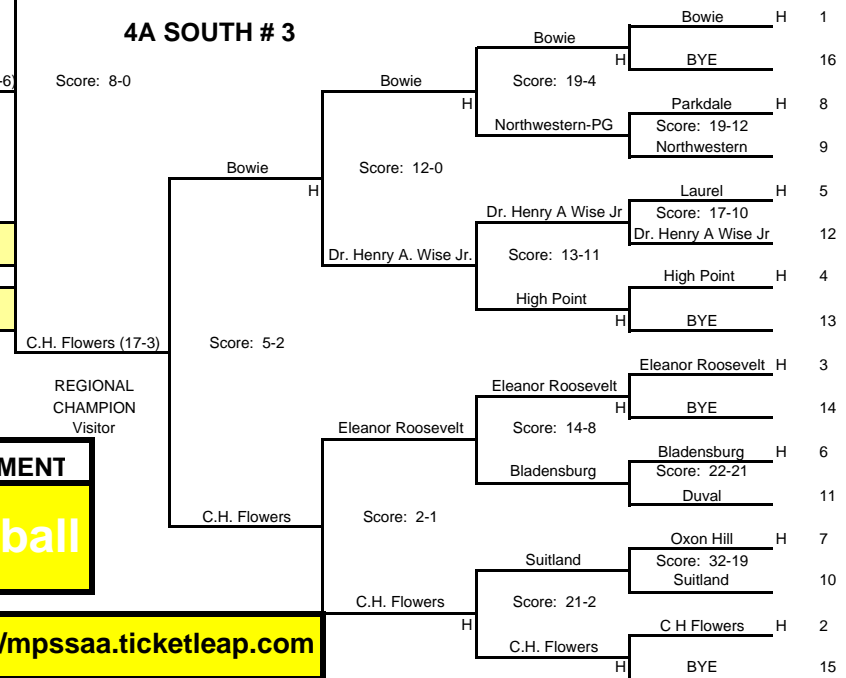 4A SOUTH # 3
Bowie H 1
Bowie
H BYE 16
-6) Score: 8-0 Bowie Score: 19-4
H Parkdale H 8
Northwestern-PG Score: 19-12
Northwestern 9
Bowie Score: 12-0
H Laurel H 5
Dr. Henry A Wise Jr Score: 17-10
Dr. Henry A Wise Jr 12
Dr. Henry A. Wise Jr. Score: 13-11
High Point H 4
High Point
H BYE 13
C.H. Flowers (17-3) Score: 5-2
Eleanor Roosevelt H 3
REGIONAL
CHAMPION
Visitor
Eleanor Roosevelt
H BYE 14
Eleanor Roosevelt Score: 14-8
Bladensburg H 6
MENT
Bladensburg Score: 22-21
Duval 11
C.H. Flowers Score: 2-1
ball
Oxon Hill H 7
Suitland Score: 32-19
Suitland 10
C.H. Flowers Score: 21-2
H C H Flowers H 2
/mpssaa.ticketleap.com
C.H. Flowers
H BYE 15